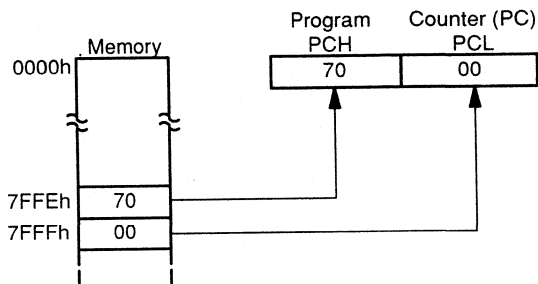 Program Counter (PC)
PCH PCL
Memory
0000h
70 00
7FFEh 70
7FFFh 00